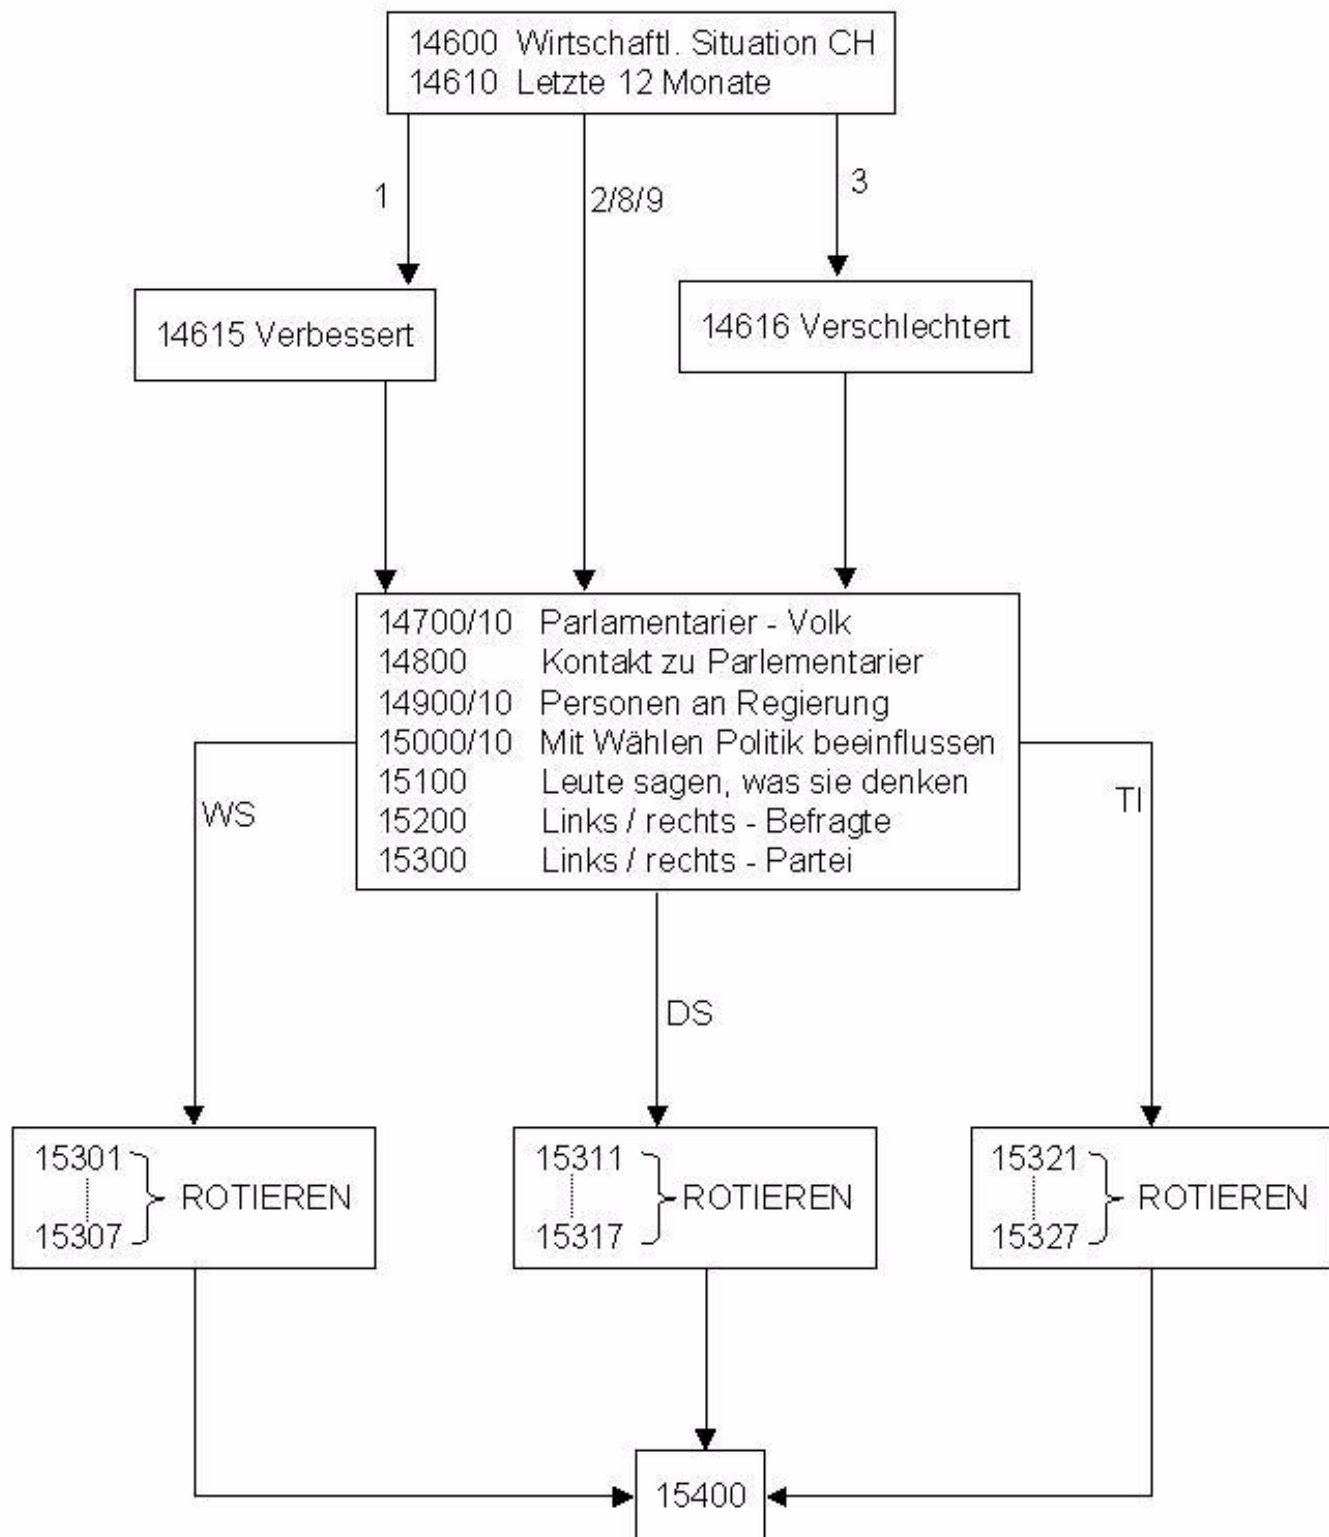 14600 Wirtschaftl. Situation CH
14610 Letzte 12 Monate
1
2/8/9
3
14615 Verbessert
14616 Verschlechtert
14700/10 Parlamentarier - Volk
14800 Kontakt zu Parlementarier
14900/10 Personen an Regierung
15000/10 Mit Wählen Politik beeinflussen
15100 Leute sagen, was sie denken
15200 Links / rechts - Befragte
15300 Links / rechts - Partei
WS
TI
DS
15301
ROTIEREN
15307
15311
ROTIEREN
15317
15321
ROTIEREN
15327
15400